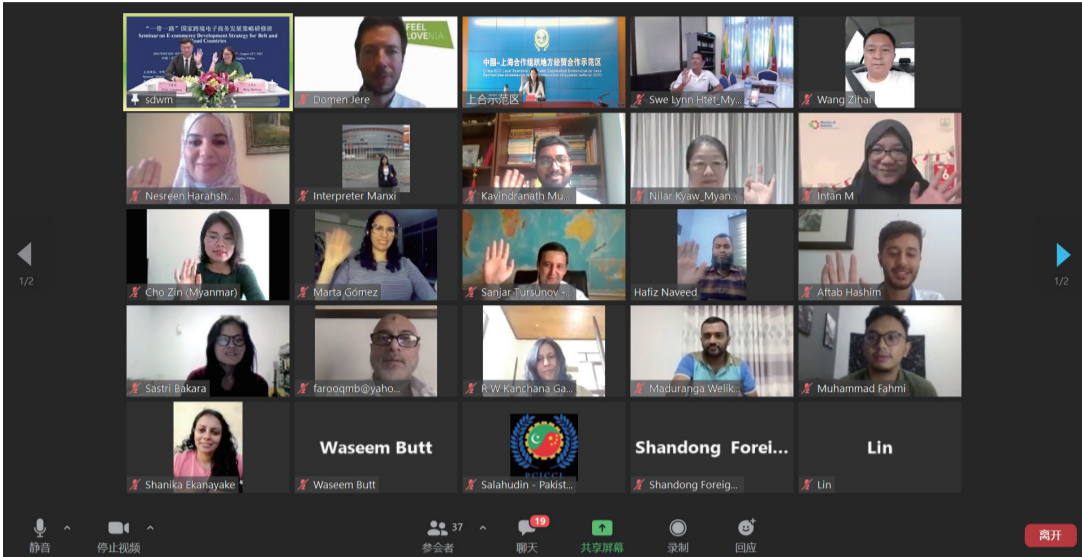 "一带一路"国家跨境电子商务发展策略研修班
Seminar on E-commerce Development Strategy for Belt and
Road Countries
sdwm
FEEL
SLOVENIA
Domen Jere
中国-上海合作组织地方经贸合作示范区
上合示范区
Swe Lynn Htet_My...
Wang Zihai
Nesreen Harahsh...
Interpreter Manxi
Kavindranath Mu...
Nilar Kyaw_Myan...
Intan M
Cho Zin (Myanmar)
Marta Gómez
Sanjar Tursunov -...
Hafiz Naveed
Aftab Hashim
1/2
1/2
Sastri Bakara
farooqmb@yaho...
R W Kanchana Ga...
Maduranga Welik...
Muhammad Fahmi
Shanika Ekanayake
Waseem Butt
Waseem Butt
PCJCCI
Salahudin - Pakist...
Shandong Forei...
Shandong Foreig...
Lin
Lin
静音
停止视频
37
参会者
19
聊天
共享屏幕
录制
回应
离开